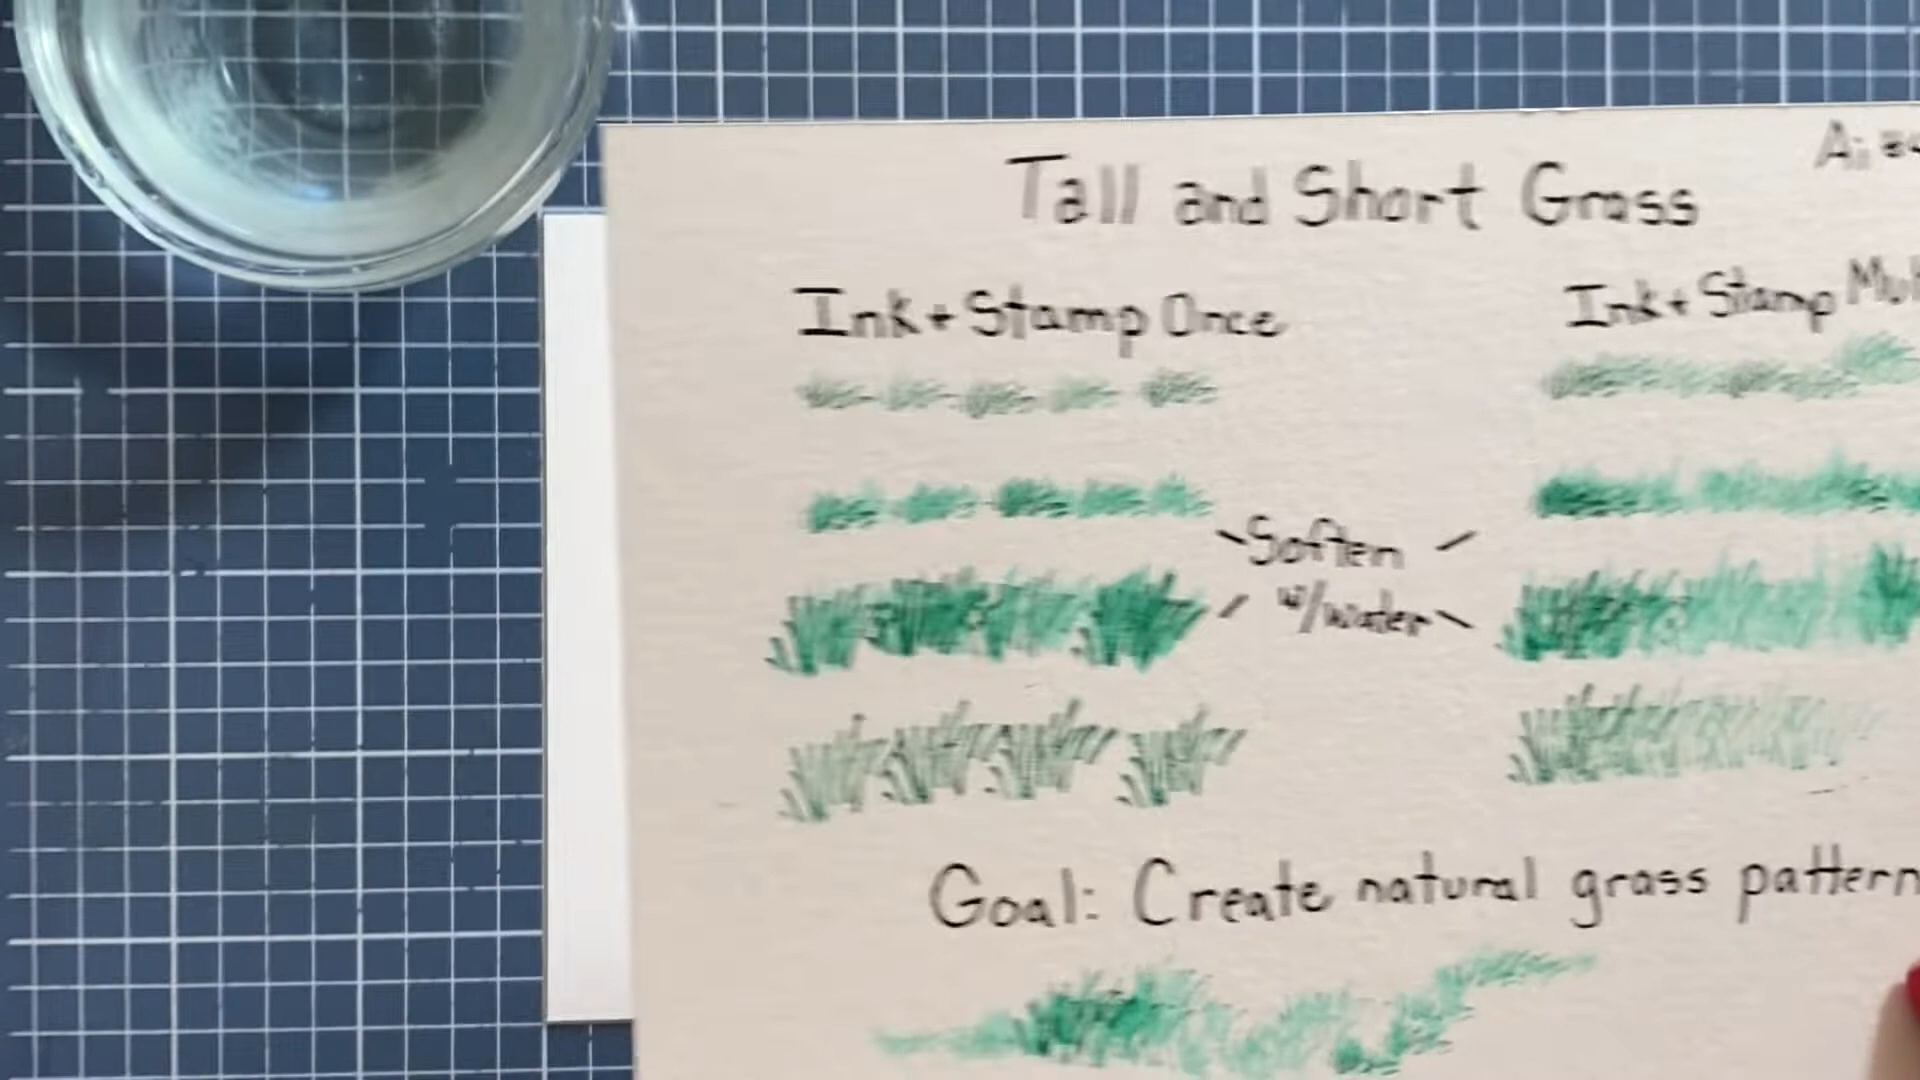 Tall and Short Grass
Ink + Stamp Once
Ink + Stamp
Soften
w/water
Goal: Create natural grass pattern